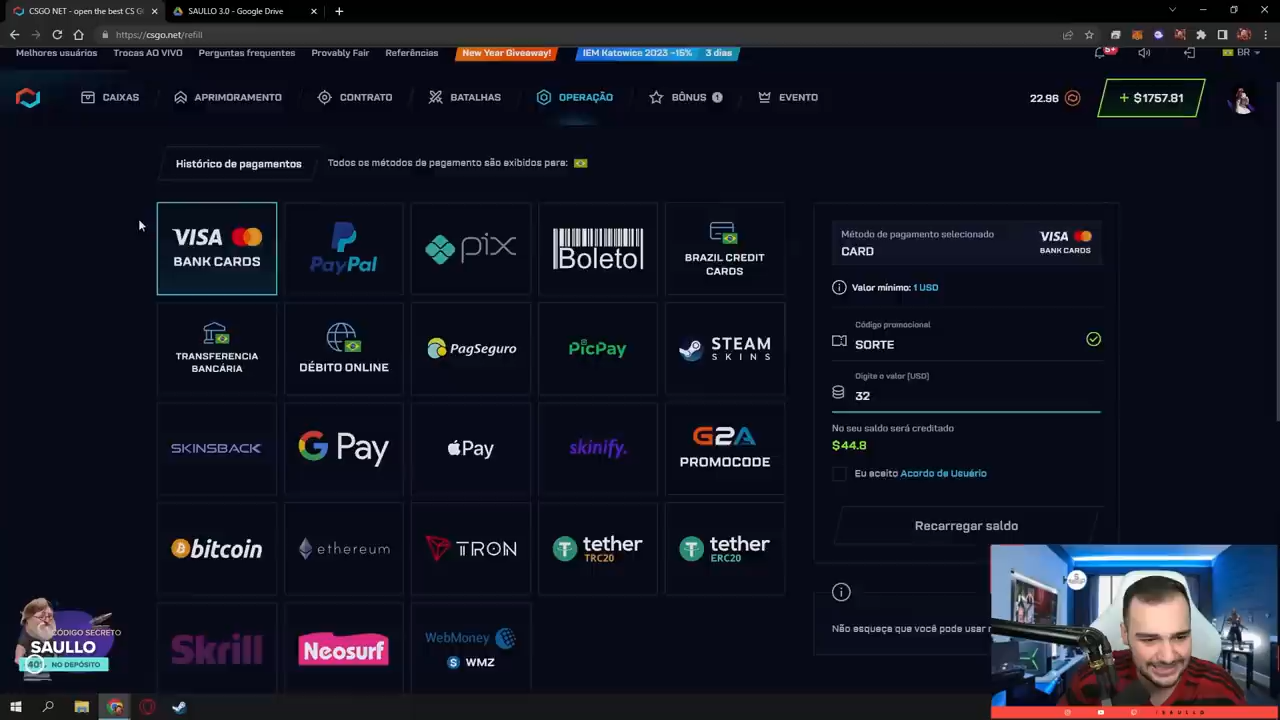 CSGO NET - open the best CS G
SAULLO 3.0 - Google Drive
https://csgo.net/refill
Melhores usuários
Trocas AO VIVO
Perguntas frequentes
Provably Fair
Referências
New Year Giveaway!
IEM Katowice 2023 -15%
3 dias
5+
BR
CAIXAS
APRIMORAMENTO
CONTRATO
BATALHAS
OPERAÇÃO
BÔNUS 1
EVENTO
22.96
+ $1757.81
Histórico de pagamentos
Todos os métodos de pagamento são exibidos para:
VISA
BANK CARDS
PayPal
pix
Boleto
BRAZIL CREDIT
CARDS
TRANSFERENCIA
BANCÁRIA
DÉBITO ONLINE
PagSeguro
PicPay
STEAM
SKINS
SKINSBACK
G Pay
Pay
skinify.
G2A
PROMOCODE
bitcoin
ethereum
TRON
tether
TRC20
tether
ERC20
Skrill
Neosurf
WebMoney
WMZ
Método de pagamento selecionado
CARD
VISA
BANK CARDS
Valor mínimo: 1 USD
Código promocional
SORTE
Digite o valor [USD]
32
No seu saldo será creditado
$44.8
Eu aceito Acordo de Usuário
Recarregar saldo
Não esqueça que você pode usar
CÓDIGO SECRETO
SAULLO
40% NO DEPÓSITO